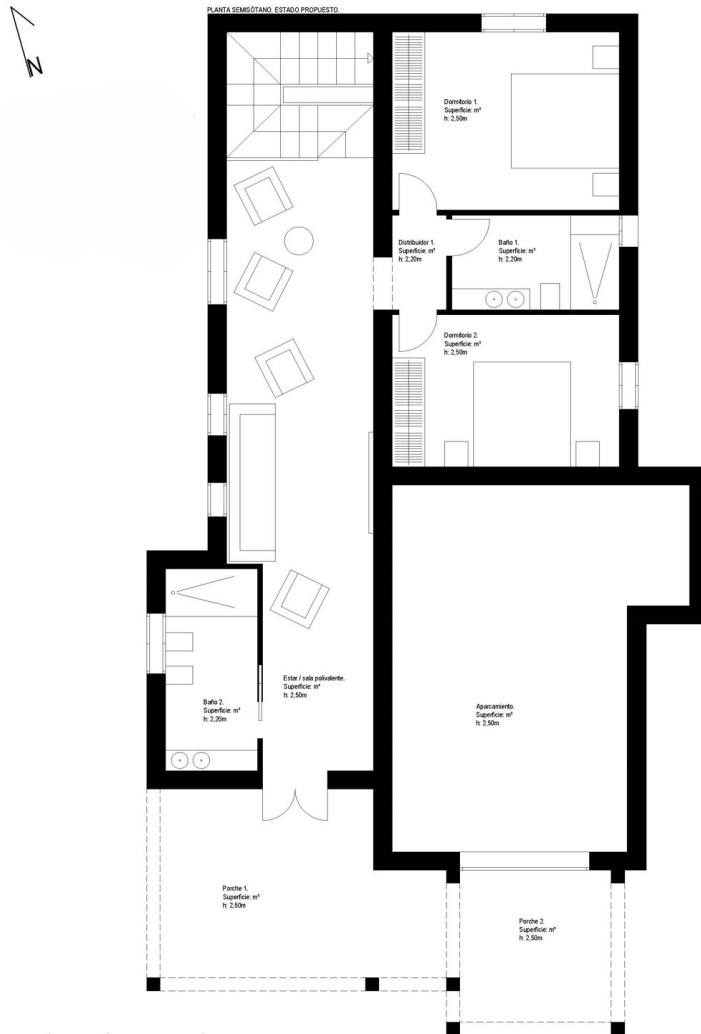 PLANTA SEMISÓTANO. ESTADO PROPUESTO.
N
Dormitorio 1.
Superficie: m²
h: 2,50m
Distribuidor 1.
Superficie: m²
h: 2,20m
Baño 1.
Superficie: m²
h: 2,20m
Dormitorio 2.
Superficie: m²
h: 2,50m
Estar / sala polivalente.
Superficie: m²
h: 2,50m
Baño 2.
Superficie: m²
h: 2,20m
Aparcamiento.
Superficie: m²
h: 2,50m
Porche 1.
Superficie: m²
h: 2,50m
Porche 2.
Superficie: m²
h: 2,50m